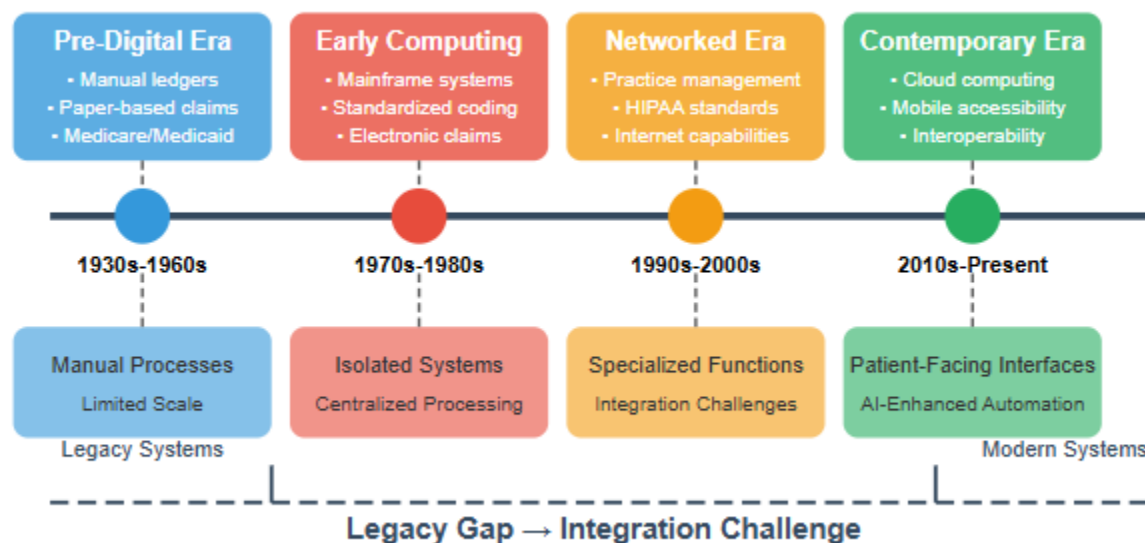 Pre-Digital Era
• Manual ledgers
• Paper-based claims
• Medicare/Medicaid
Early Computing
• Mainframe systems
• Standardized coding
• Electronic claims
Networked Era
• Practice management
• HIPAA standards
• Internet capabilities
Contemporary Era
• Cloud computing
• Mobile accessibility
• Interoperability
1930s-1960s
1970s-1980s
1990s-2000s
2010s-Present
Manual Processes
Limited Scale
Isolated Systems
Centralized Processing
Specialized Functions
Integration Challenges
Patient-Facing Interfaces
AI-Enhanced Automation
Legacy Systems
Modern Systems
Legacy Gap → Integration Challenge